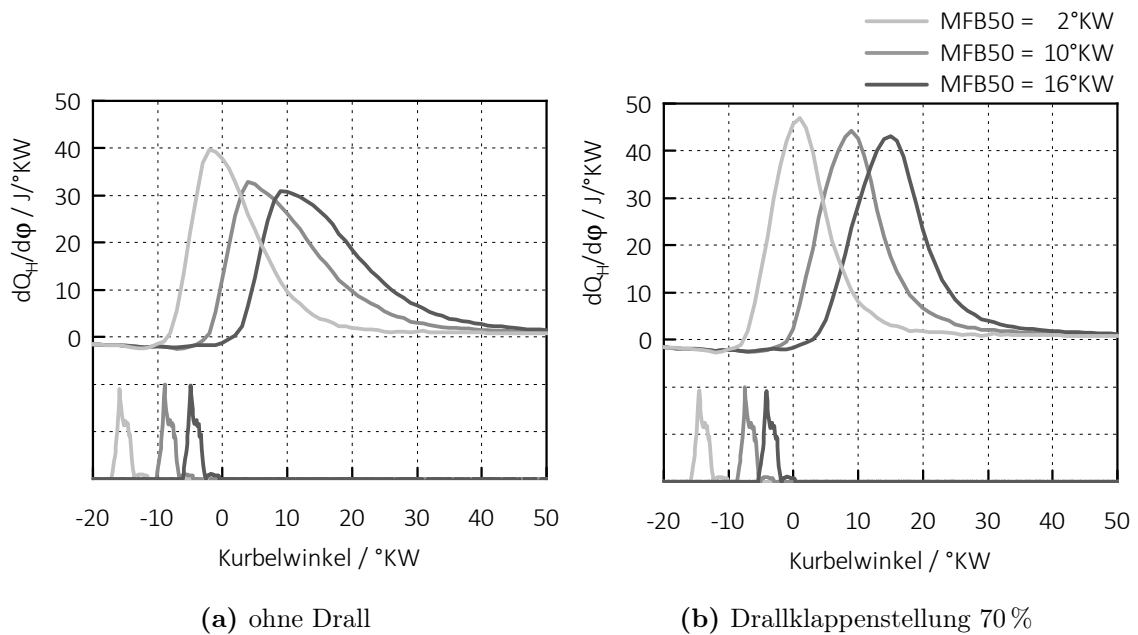 MFB50 = 2°KW
MFB50 = 10°KW
MFB50 = 16°KW
50
40
30
20
10
0
dQ_H/dφ / J/°KW
-20 -10 0 10 20 30 40 50
Kurbelwinkel / °KW
(a) ohne Drall
50
40
30
20
10
0
dQ_H/dφ / J/°KW
-20 -10 0 10 20 30 40 50
Kurbelwinkel / °KW
(b) Drallklappenstellung 70 %